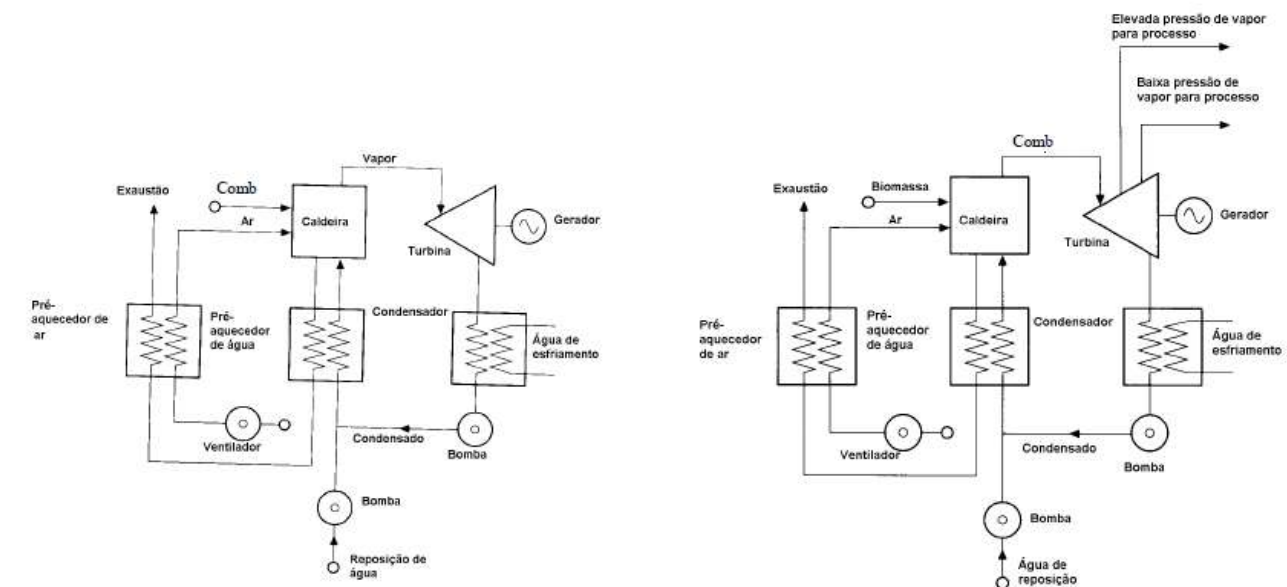 Vapor
Exaustão
Comb
Ar
Caldeira
Gerador
Turbina
Pré-
aquecedor de
ar
Pré-
aquecedor
de água
Condensador
Água de
esfriamento
Ventilador
Condensado
Bomba
Bomba
Reposição de
água
Elevada pressão de vapor
para processo
Baixa pressão de
vapor para processo
Comb
Exaustão
Biomassa
Ar
Caldeira
Gerador
Turbina
Pré-
aquecedor
de ar
Pré-
aquecedor
de água
Condensador
Água de
esfriamento
Ventilador
Condensado
Bomba
Bomba
Água de
reposição